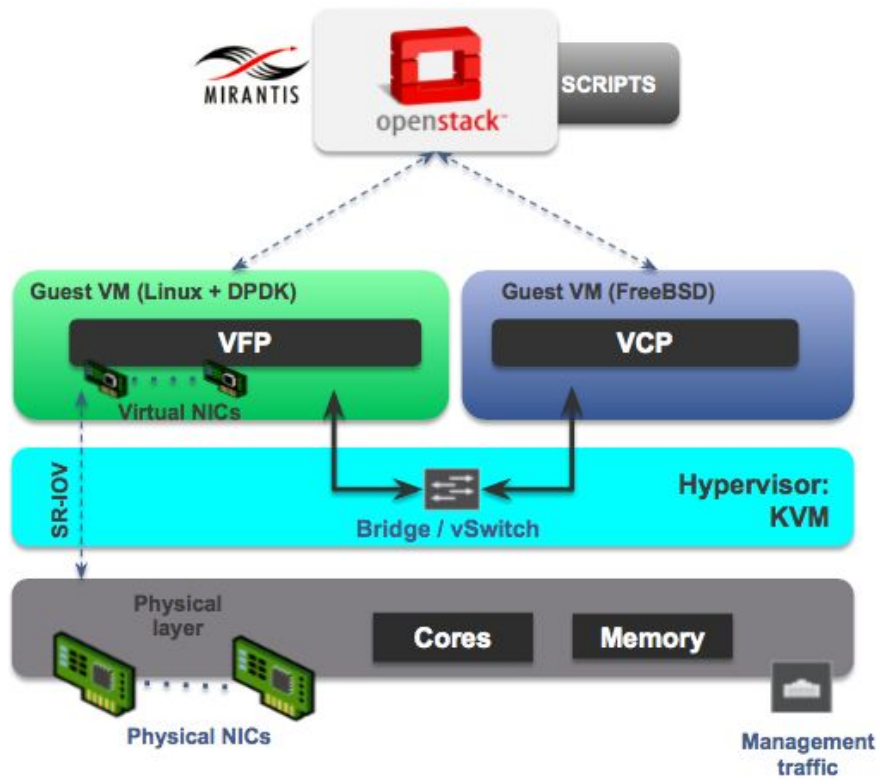 MIRANTIS
openstack™
SCRIPTS
Guest VM (Linux + DPDK)
VFP
Virtual NICs
Guest VM (FreeBSD)
VCP
SR-IOV
Bridge / vSwitch
Hypervisor:
KVM
Physical
layer
Cores
Memory
Physical NICs
Management
traffic